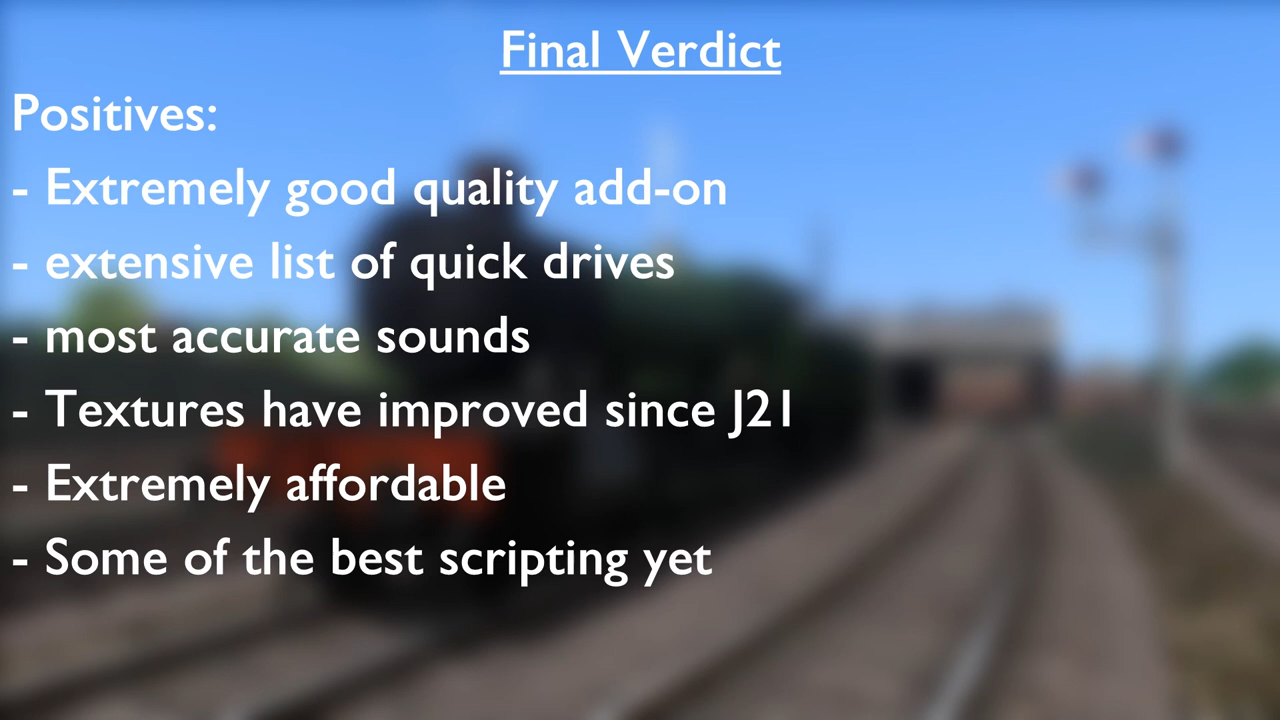 Final Verdict
Positives:
- Extremely good quality add-on
- extensive list of quick drives
- most accurate sounds
- Textures have improved since J21
- Extremely affordable
- Some of the best scripting yet